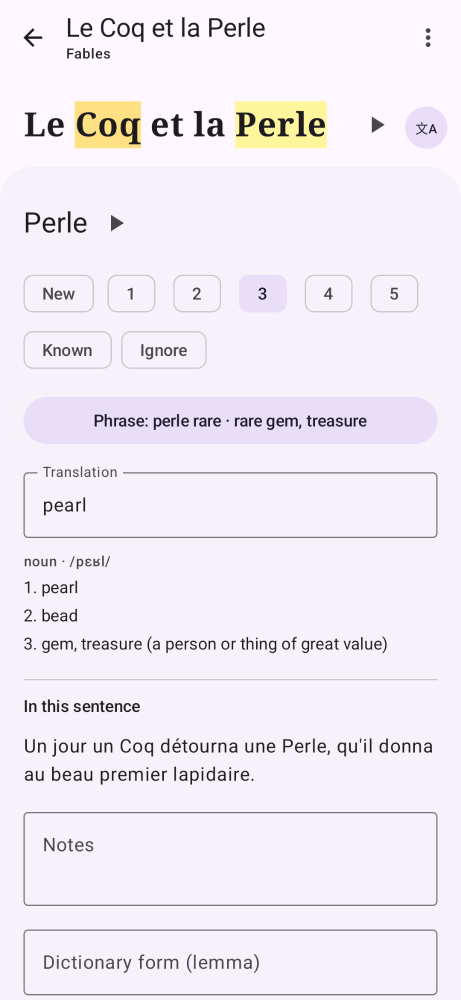 Le Coq et la Perle
Fables
Le Coq et la Perle
文A
Perle
New 1 2 3 4 5
Known Ignore
Phrase: perle rare · rare gem, treasure
Translation
pearl
noun · /pɛʁl/
1. pearl
2. bead
3. gem, treasure (a person or thing of great value)
In this sentence
Un jour un Coq détourna une Perle, qu'il donna
au beau premier lapidaire.
Notes
Dictionary form (lemma)